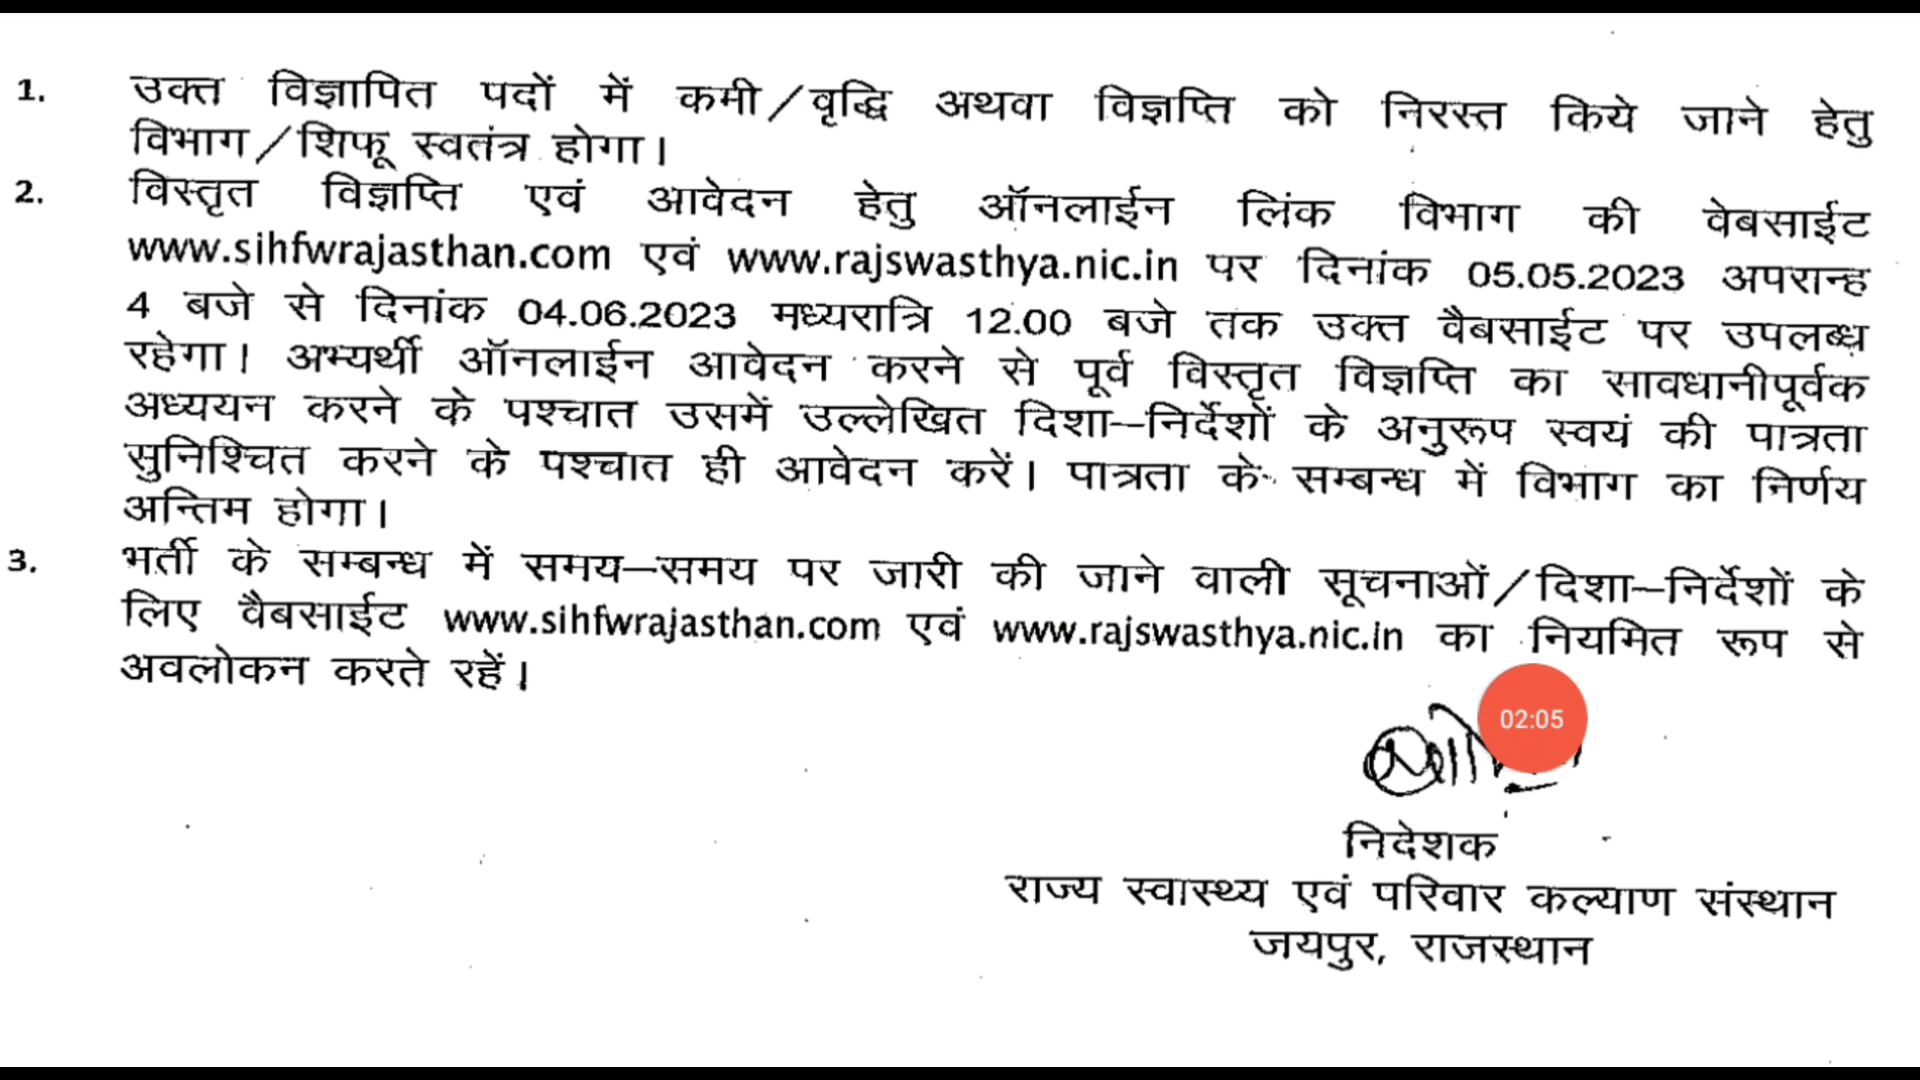 1. उक्त विज्ञापित पदों में कमी/वृद्धि अथवा विज्ञप्ति को निरस्त किये जाने हेतु
विभाग/शिफू स्वतंत्र होगा।
2. विस्तृत विज्ञप्ति एवं आवेदन हेतु ऑनलाईन लिंक विभाग की वेबसाईट
www.sihfwrajasthan.com एवं www.rajswasthya.nic.in पर दिनांक 05.05.2023 अपरान्ह
4 बजे से दिनांक 04.06.2023 मध्यरात्रि 12.00 बजे तक उक्त वैबसाईट पर उपलब्ध
रहेगा। अभ्यर्थी ऑनलाईन आवेदन करने से पूर्व विस्तृत विज्ञप्ति का सावधानीपूर्वक
अध्ययन करने के पश्चात उसमें उल्लेखित दिशा–निर्देशों के अनुरूप स्वयं की पात्रता
सुनिश्चित करने के पश्चात ही आवेदन करें। पात्रता के सम्बन्ध में विभाग का निर्णय
अन्तिम होगा।
3. भर्ती के सम्बन्ध में समय–समय पर जारी की जाने वाली सूचनाओं/दिशा–निर्देशों के
लिए वैबसाईट www.sihfwrajasthan.com एवं www.rajswasthya.nic.in का नियमित रूप से
अवलोकन करते रहें।
02:05
निदेशक
राज्य स्वास्थ्य एवं परिवार कल्याण संस्थान
जयपुर, राजस्थान